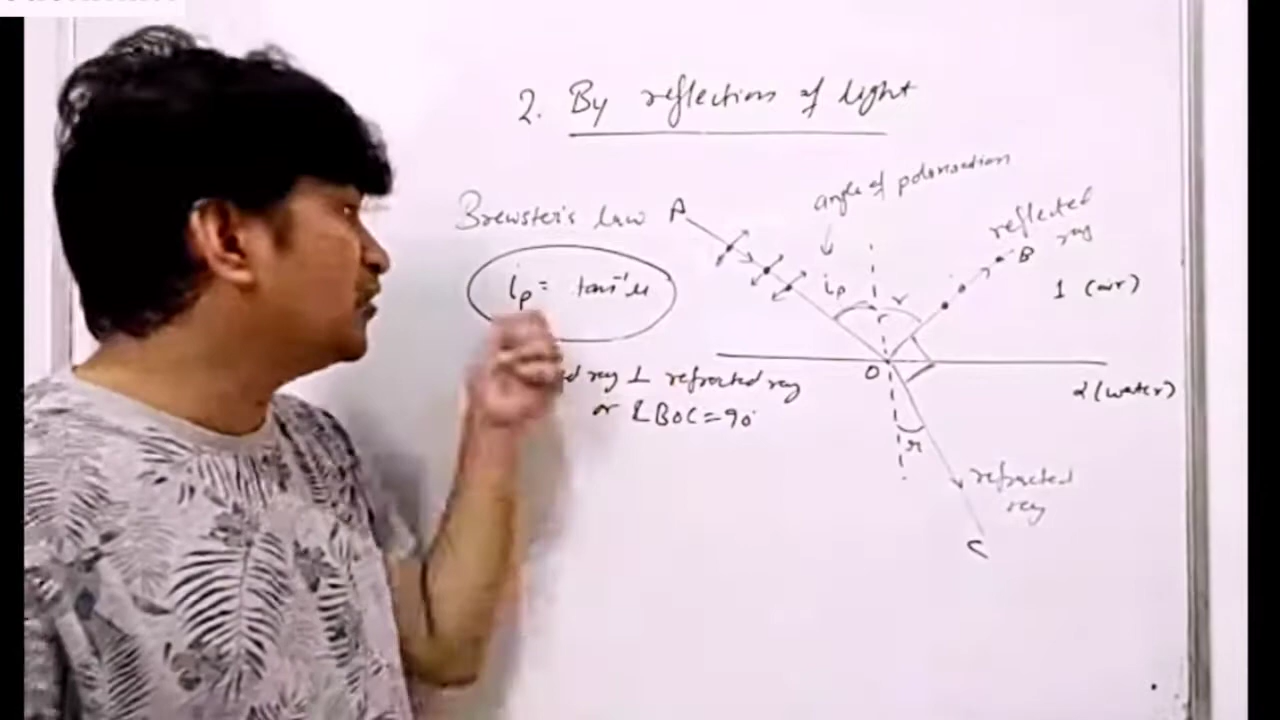 2. By reflection of light
angle of polarisation
Brewster's law
A
reflected
ray
B
iₚ
r
iₚ = tan⁻¹μ
1 (air)
O
2 (water)
ray ⊥ refracted ray
or ∠BOC = 90°
r
refracted
ray
C